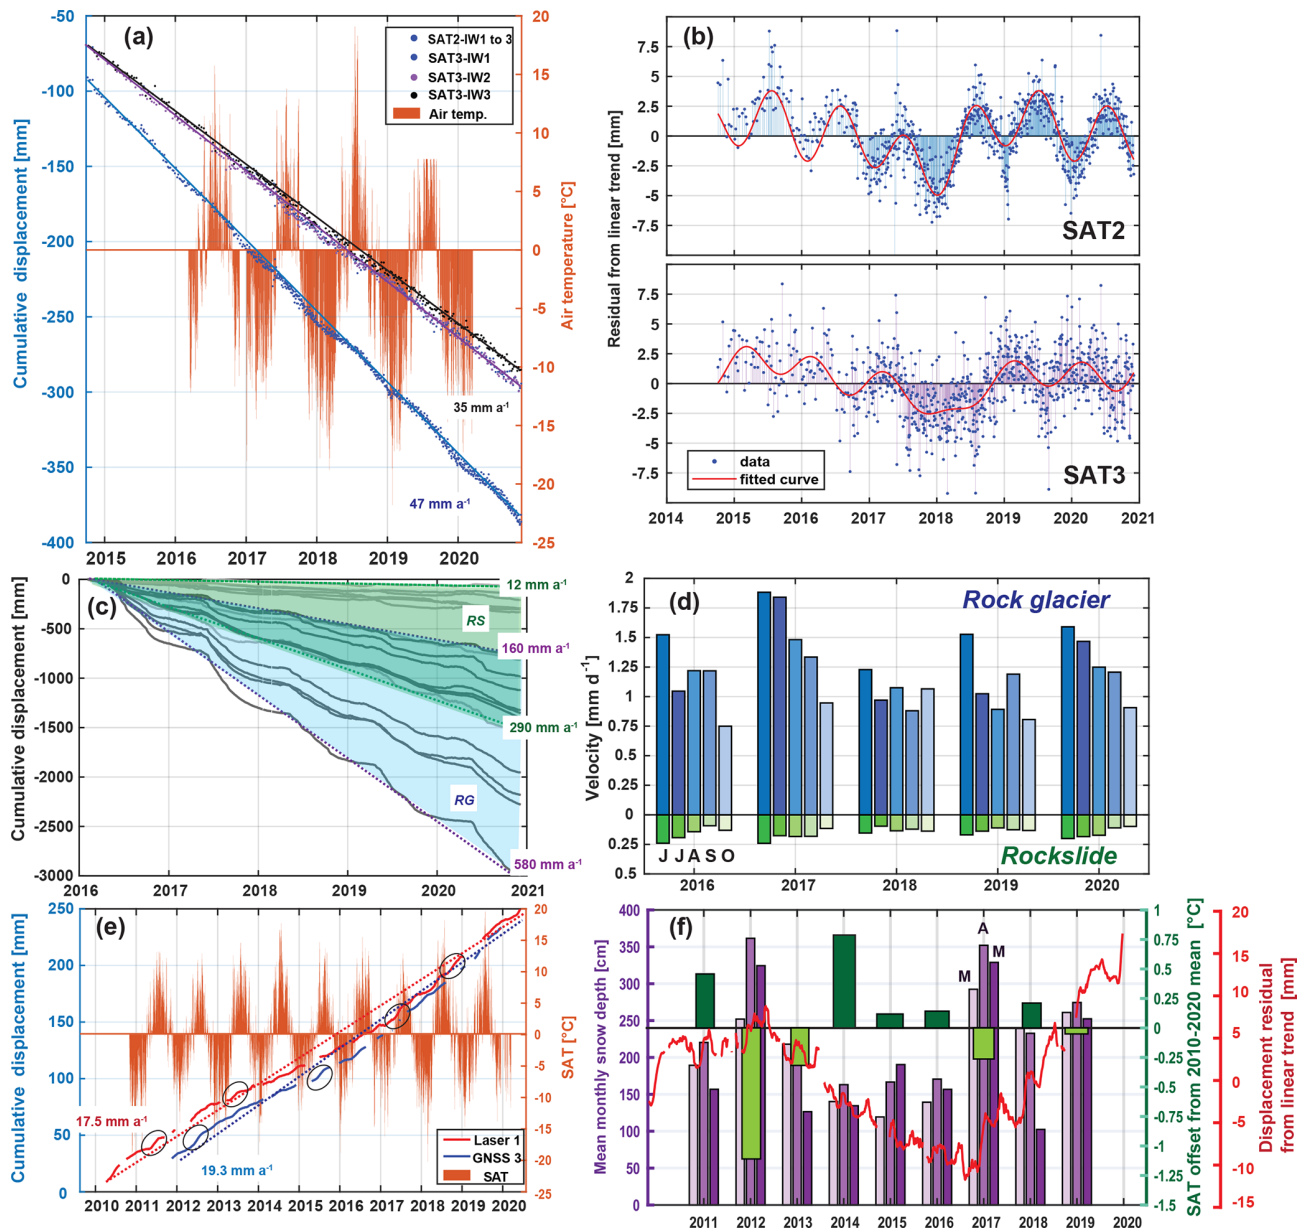 (a)
-50
-100
-150
-200
-250
-300
-350
-400
Cumulative displacement [mm]
SAT2-IW1 to 3
SAT3-IW1
SAT3-IW2
SAT3-IW3
Air temp.
20
15
10
5
0
-5
-10
-15
-20
-25
Air temperature [°C]
35 mm a-1
47 mm a-1
2015 2016 2017 2018 2019 2020
(b)
7.5
5
2.5
0
-2.5
-5
-7.5
SAT2
Residual from linear trend [mm]
7.5
5
2.5
0
-2.5
-5
-7.5
data
fitted curve
SAT3
2014 2015 2016 2017 2018 2019 2020 2021
(c)
0
-500
-1000
-1500
-2000
-2500
-3000
Cumulative displacement [mm]
12 mm a-1
RS
160 mm a-1
290 mm a-1
RG
580 mm a-1
2016 2017 2018 2019 2020 2021
(d)
2
1.75
1.5
1.25
1
0.75
0.5
0.25
0
0.25
0.5
Velocity [mm d-1]
Rock glacier
J J A S O
Rockslide
2016 2017 2018 2019 2020
(e)
250
200
150
100
50
0
Cumulative displacement [mm]
20
15
10
5
0
-5
-10
-15
-20
-25
SAT [°C]
17.5 mm a-1
19.3 mm a-1
Laser 1
GNSS 3
SAT
2010 2011 2012 2013 2014 2015 2016 2017 2018 2019 2020
(f)
400
350
300
250
200
150
100
50
0
Mean monthly snow depth [cm]
A
M
M
1
0.75
0.5
0.25
0
-0.25
-0.5
-0.75
-1
-1.25
-1.5
SAT offset from 2010-2020 mean [°C]
20
15
10
5
0
-5
-10
-15
Displacement residual
from linear trend [mm]
2011 2012 2013 2014 2015 2016 2017 2018 2019 2020